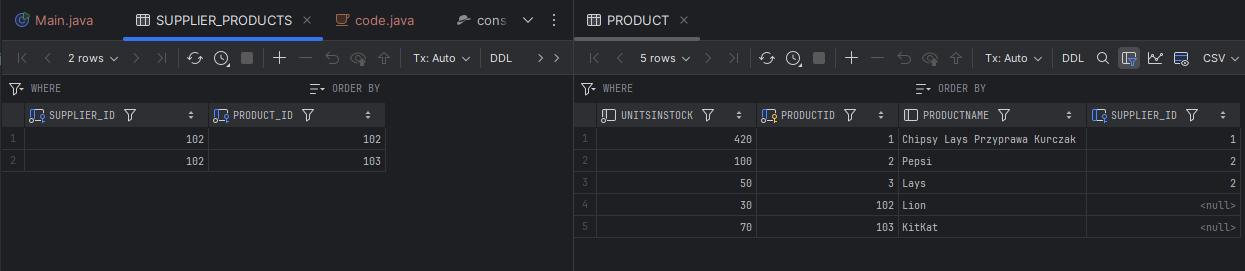 Main.java SUPPLIER_PRODUCTS code.java cons
2 rows Tx: Auto DDL
WHERE ORDER BY
SUPPLIER_ID PRODUCT_ID
1 102 102
2 102 103
PRODUCT
5 rows Tx: Auto DDL CSV
WHERE ORDER BY
UNITSINSTOCK PRODUCTID PRODUCTNAME SUPPLIER_ID
1 420 1 Chipsy Lays Przyprawa Kurczak 1
2 100 2 Pepsi 2
3 50 3 Lays 2
4 30 102 Lion <null>
5 70 103 KitKat <null>